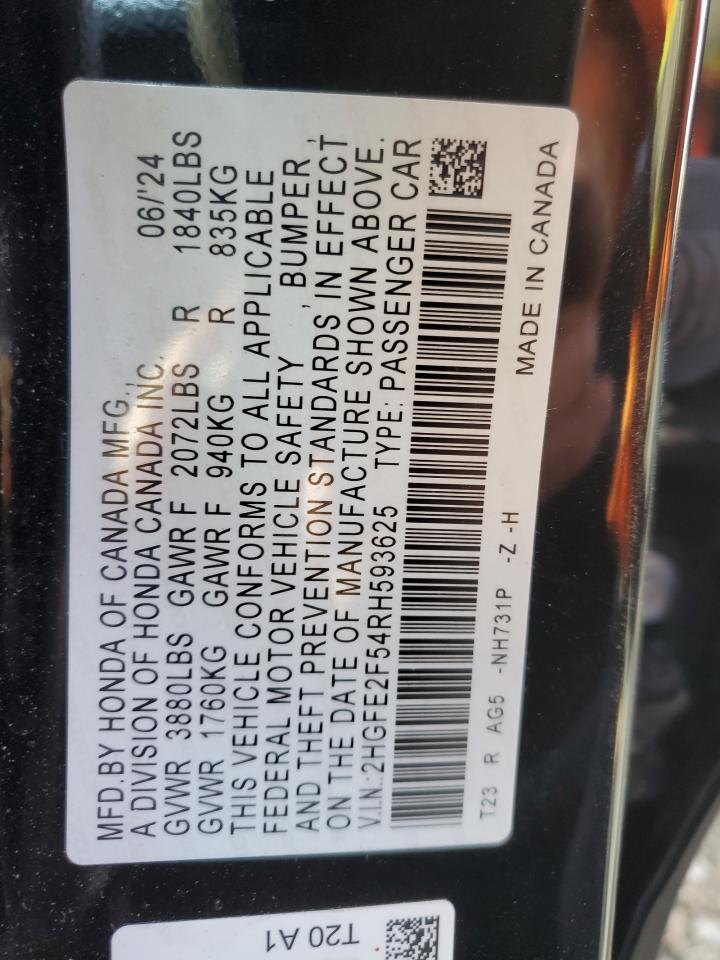 MFD.BY HONDA OF CANADA MFG., 06/'24
A DIVISION OF HONDA CANADA INC.
GVWR 3880LBS GAWR F 2072LBS R 1840LBS
GVWR 1760KG GAWR F 940KG R 835KG
THIS VEHICLE CONFORMS TO ALL APPLICABLE
FEDERAL MOTOR VEHICLE SAFETY , BUMPER ,
AND THEFT PREVENTION STANDARDS IN EFFECT
ON THE DATE OF MANUFACTURE SHOWN ABOVE.
V.I.N.:2HGFE2F54RH593625 TYPE: PASSENGER CAR
T23 R AG5 -NH731P -Z -H MADE IN CANADA
T20 A1